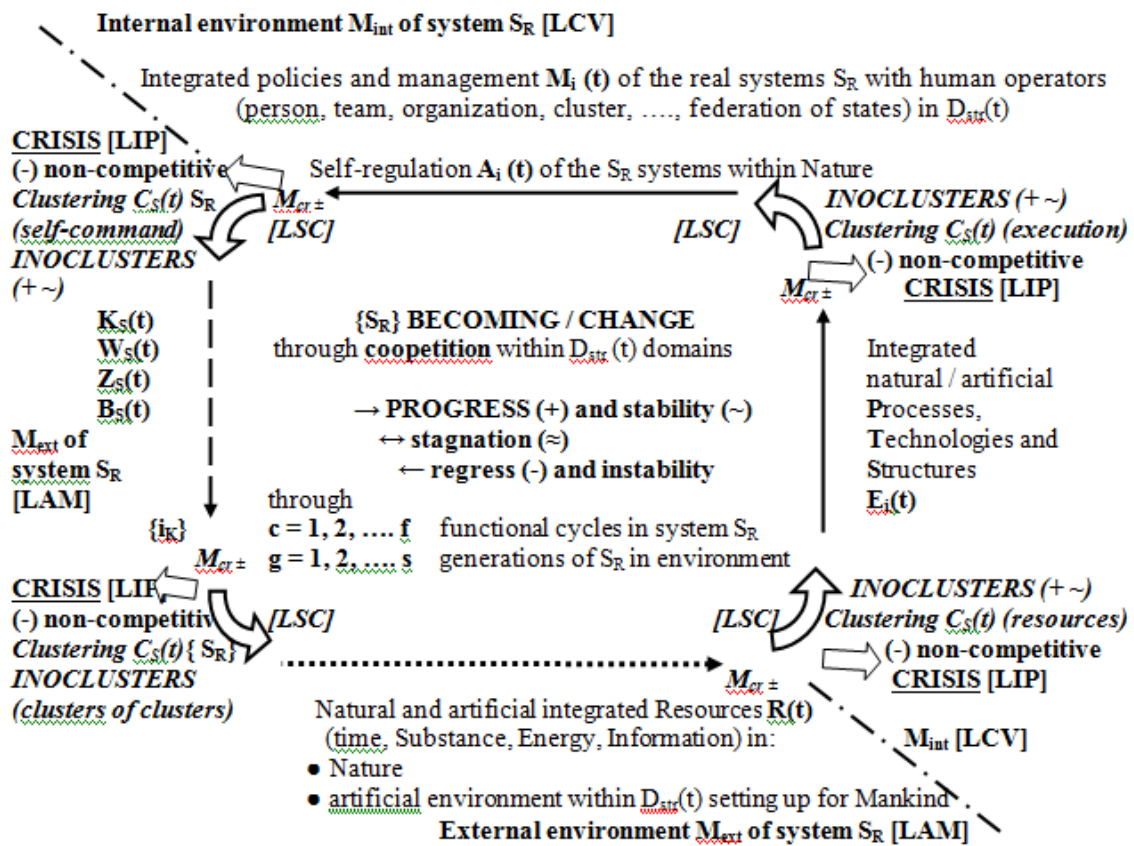 Internal environment Mint of system SR [LCV]
Integrated policies and management Mi (t) of the real systems SR with human operators
(person, team, organization, cluster, …., federation of states) in Dstr(t)
CRISIS [LIP]
(-) non-competitive
Clustering CS(t) SR
(self-command)
INOCLUSTERS
(+ ~)
Self-regulation Ai (t) of the SR systems within Nature
Mcr ±
[LSC]
[LSC]
INOCLUSTERS (+ ~)
Clustering CS(t) (execution)
(-) non-competitive
CRISIS [LIP]
Mcr ±
KS(t)
WS(t)
ZS(t)
BS(t)
{SR} BECOMING / CHANGE
through coopetition within Dstr (t) domains
→ PROGRESS (+) and stability (~)
↔ stagnation (≈)
← regress (-) and instability
Integrated
natural / artificial
Processes,
Technologies and
Structures
Ei(t)
Mext of
system SR
[LAM]
through
c = 1, 2, …. f functional cycles in system SR
g = 1, 2, …. s generations of SR in environment
{iK}
Mcr ±
CRISIS [LIP
(-) non-competitiv
Clustering CS(t){ SR}
INOCLUSTERS
(clusters of clusters)
[LSC]
[LSC]
INOCLUSTERS (+ ~)
Clustering CS(t) (resources)
(-) non-competitive
CRISIS [LIP]
Mcr ±
Natural and artificial integrated Resources R(t)
(time, Substance, Energy, Information) in:
● Nature
● artificial environment within Dstr(t) setting up for Mankind
Mint [LCV]
External environment Mext of system SR [LAM]